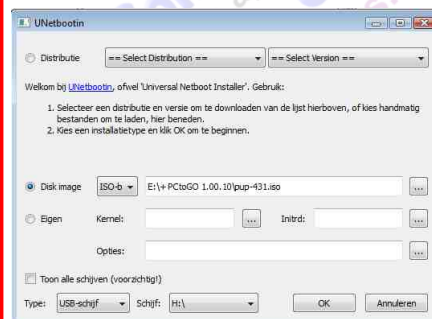 UNetbootin
Distributie == Select Distribution == == Select Version ==
Welkom bij UNetbootin, ofwel 'Universal Netboot Installer'. Gebruik:
1. Selecteer een distributie en versie om te downloaden van de lijst hierboven, of kies handmatig
bestanden om te laden, hier beneden.
2. Kies een installatietype en klik OK om te beginnen.
Disk image ISO-b E:\+ PCtoGO 1.00.10\pup-431.iso ...
Eigen Kernel: ... Initrd: ...
Opties: ...
Toon alle schijven (voorzichtig!)
Type: USB-schijf Schijf: H:\ OK Annuleren